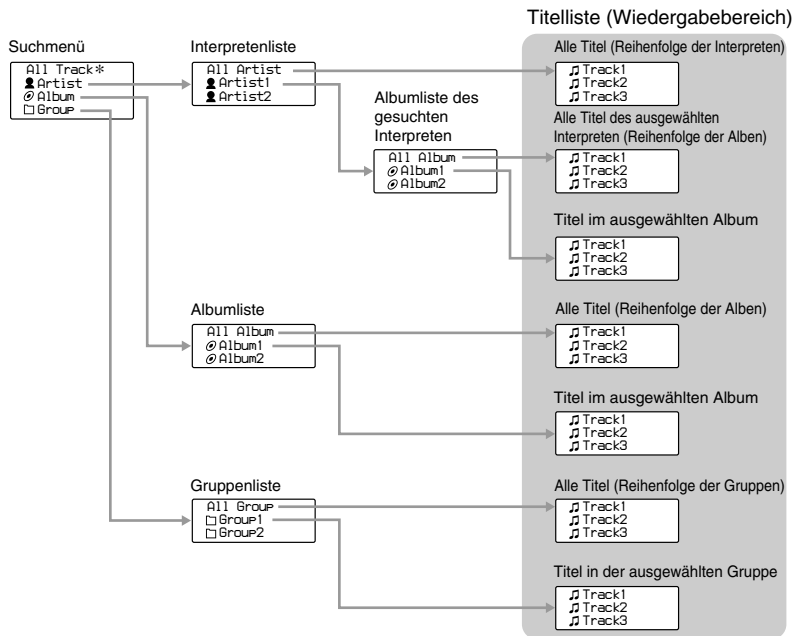 Titelliste (Wiedergabebereich)
Suchmenü
All Track*
Artist
Album
Group
Interpretenliste
All Artist
Artist1
Artist2
Albumliste des
gesuchten
Interpreten
All Album
Album1
Album2
Alle Titel (Reihenfolge der Interpreten)
Track1
Track2
Track3
Alle Titel des ausgewählten
Interpreten (Reihenfolge der Alben)
Track1
Track2
Track3
Titel im ausgewählten Album
Track1
Track2
Track3
Albumliste
All Album
Album1
Album2
Alle Titel (Reihenfolge der Alben)
Track1
Track2
Track3
Titel im ausgewählten Album
Track1
Track2
Track3
Gruppenliste
All Group
Group1
Group2
Alle Titel (Reihenfolge der Gruppen)
Track1
Track2
Track3
Titel in der ausgewählten Gruppe
Track1
Track2
Track3